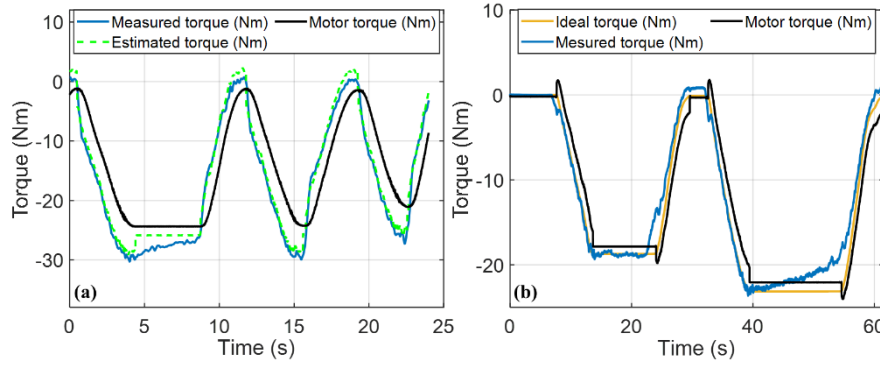 Measured torque (Nm) Motor Torque (Nm)
Estimated torque (Nm)
10
0
-10
-20
-30
Torque (Nm)
(a)
0 5 10 15 20 25
Time (s)
Ideal torque (Nm) Motor Torque (Nm)
Mesured torque (Nm)
10
0
-10
-20
Torque (Nm)
(b)
0 20 40 60
Time (s)